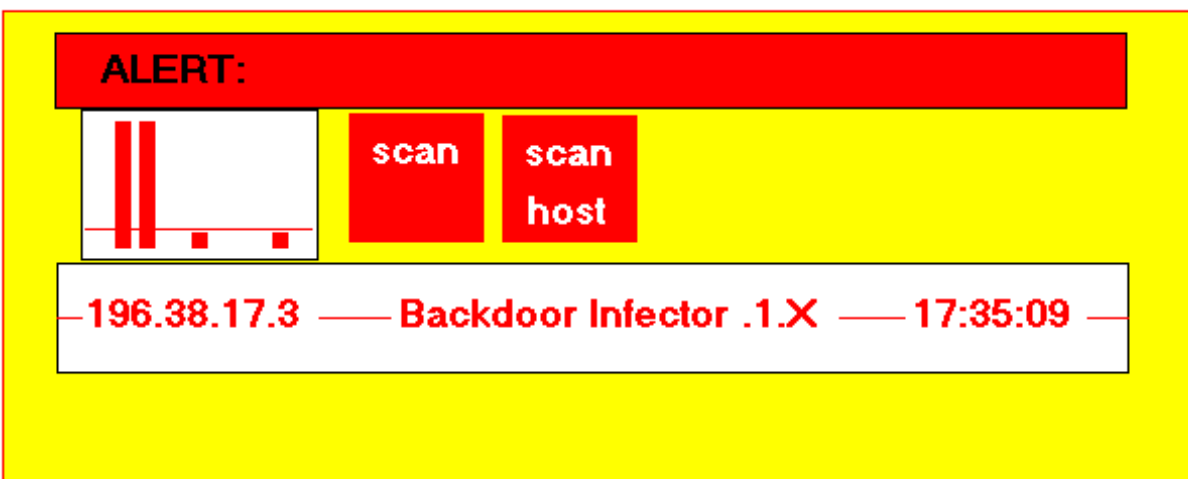 ALERT:
scan
scan
host
196.38.17.3 Backdoor Infector .1.X 17:35:09